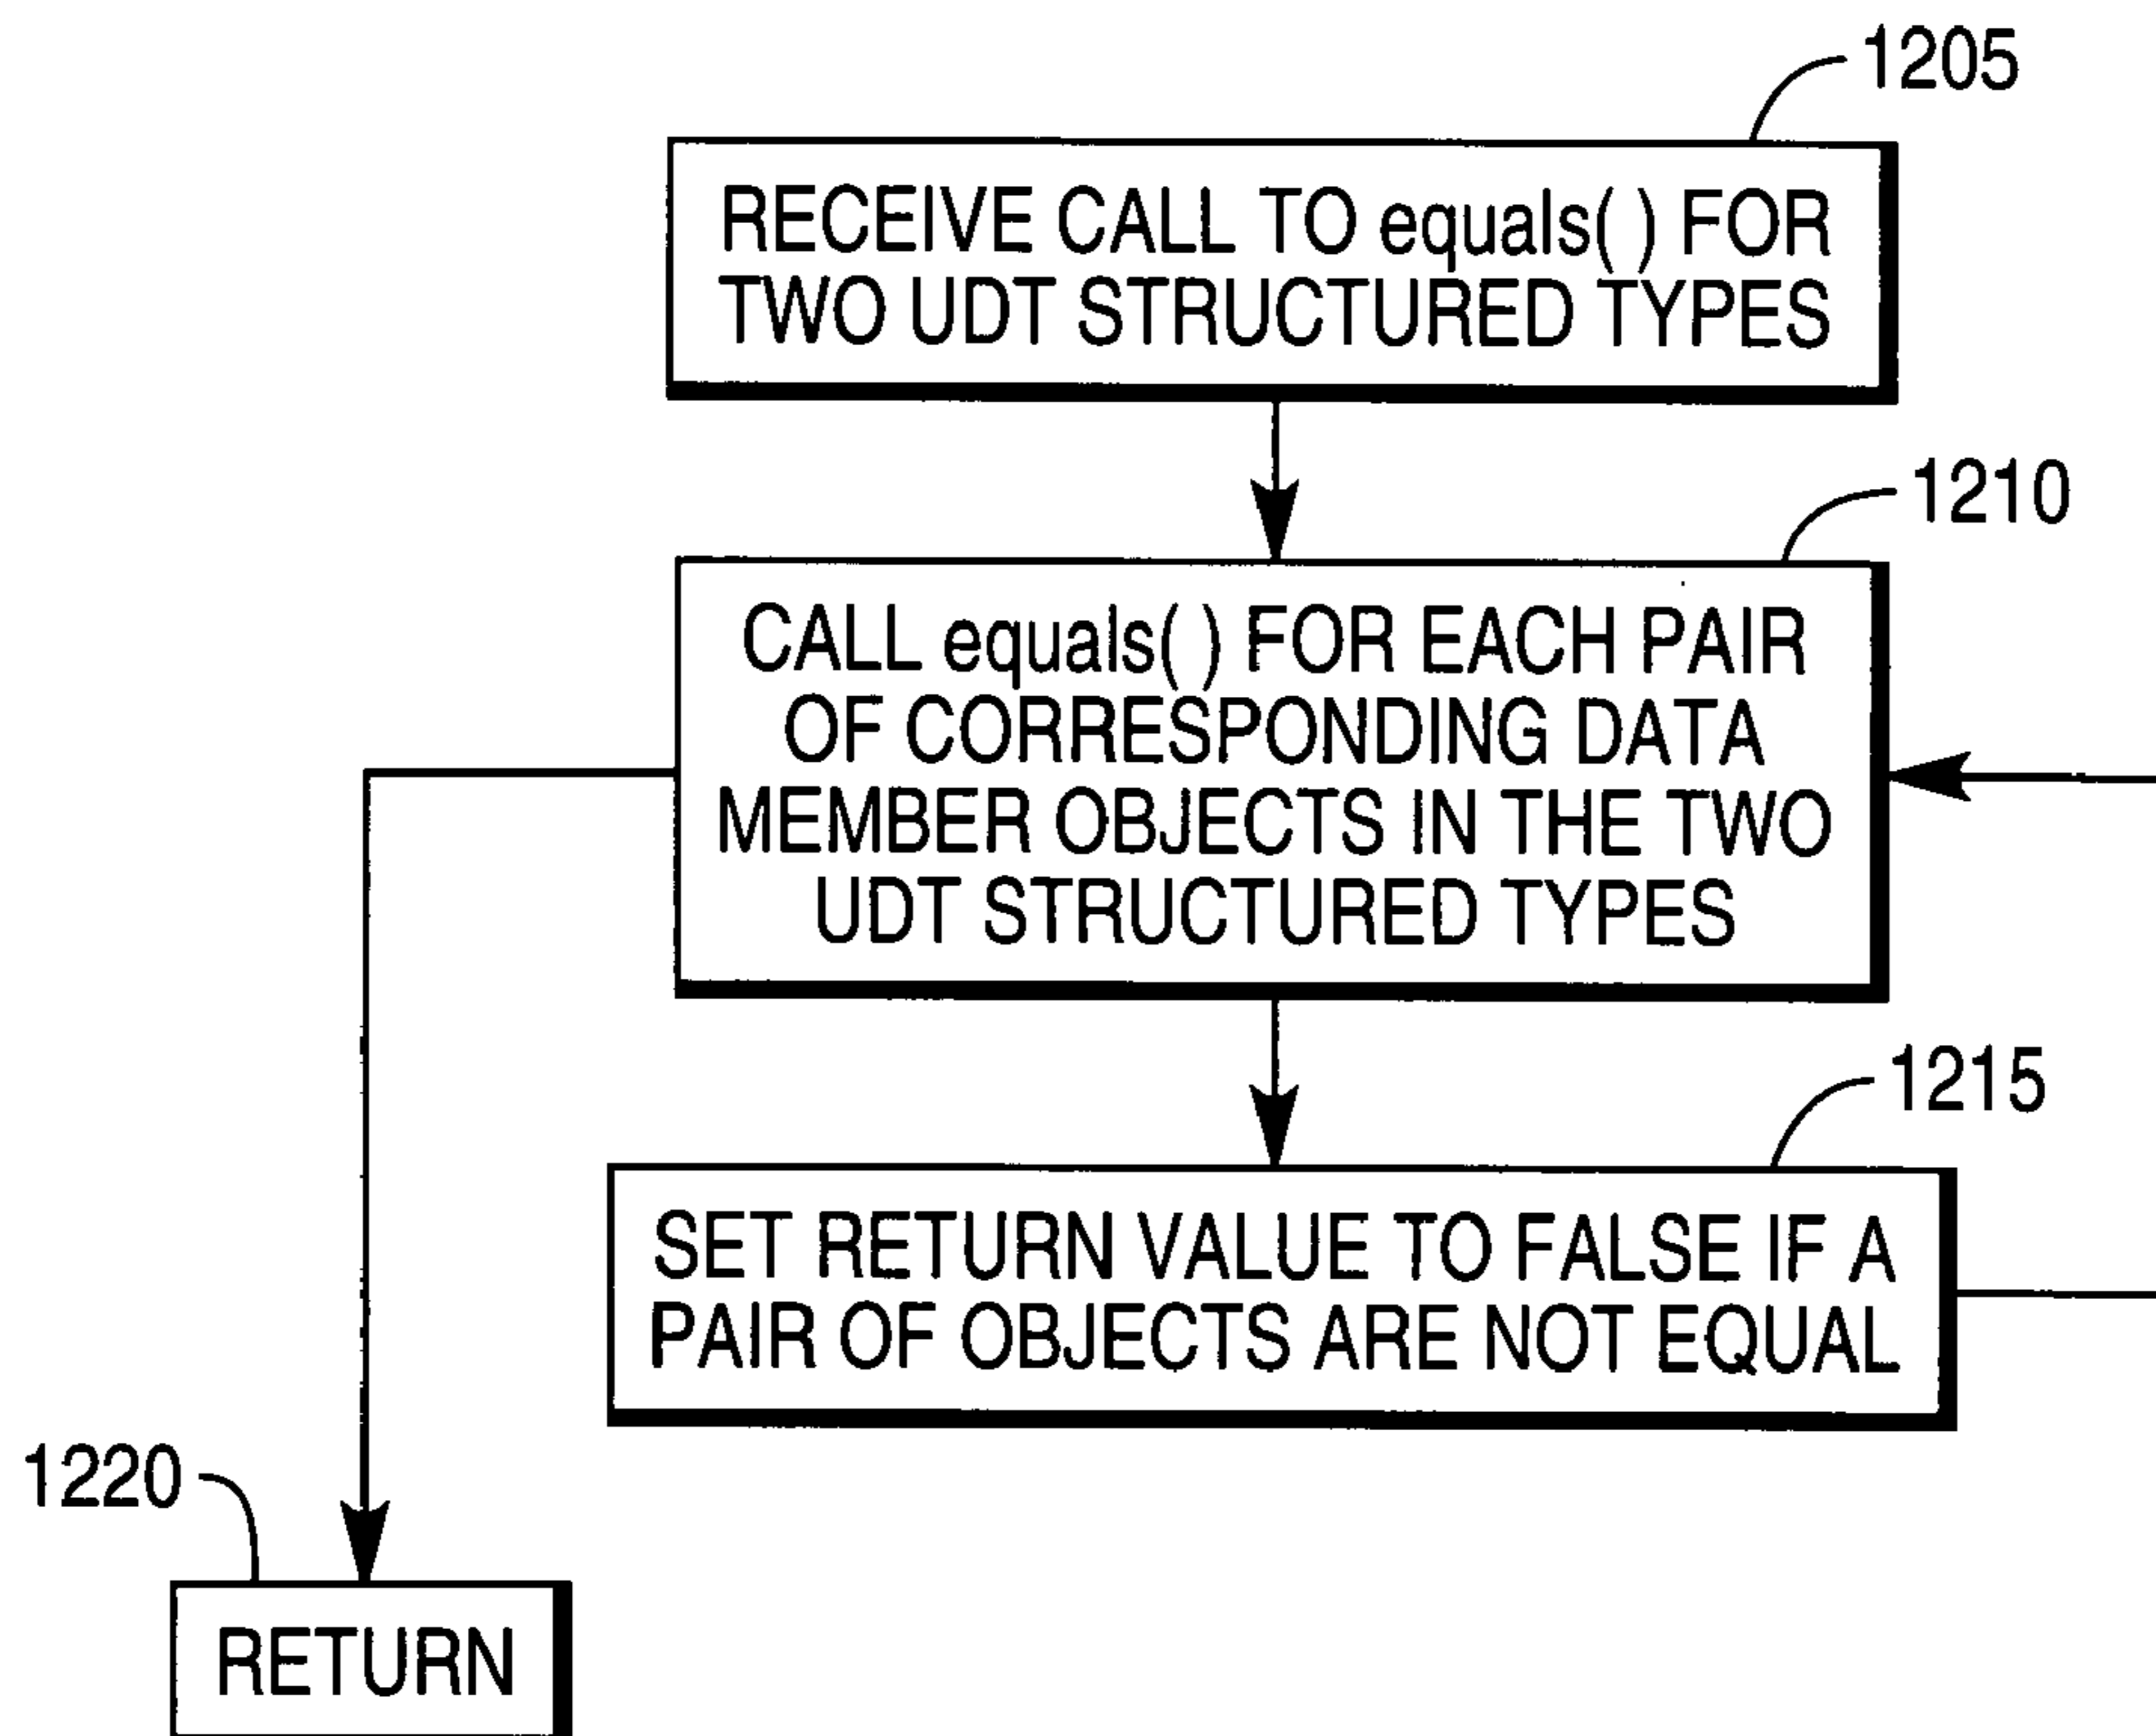 1205
RECEIVE CALL TO equals( ) FOR
TWO UDT STRUCTURED TYPES
1210
CALL equals( ) FOR EACH PAIR
OF CORRESPONDING DATA
MEMBER OBJECTS IN THE TWO
UDT STRUCTURED TYPES
1215
SET RETURN VALUE TO FALSE IF A
PAIR OF OBJECTS ARE NOT EQUAL
1220
RETURN